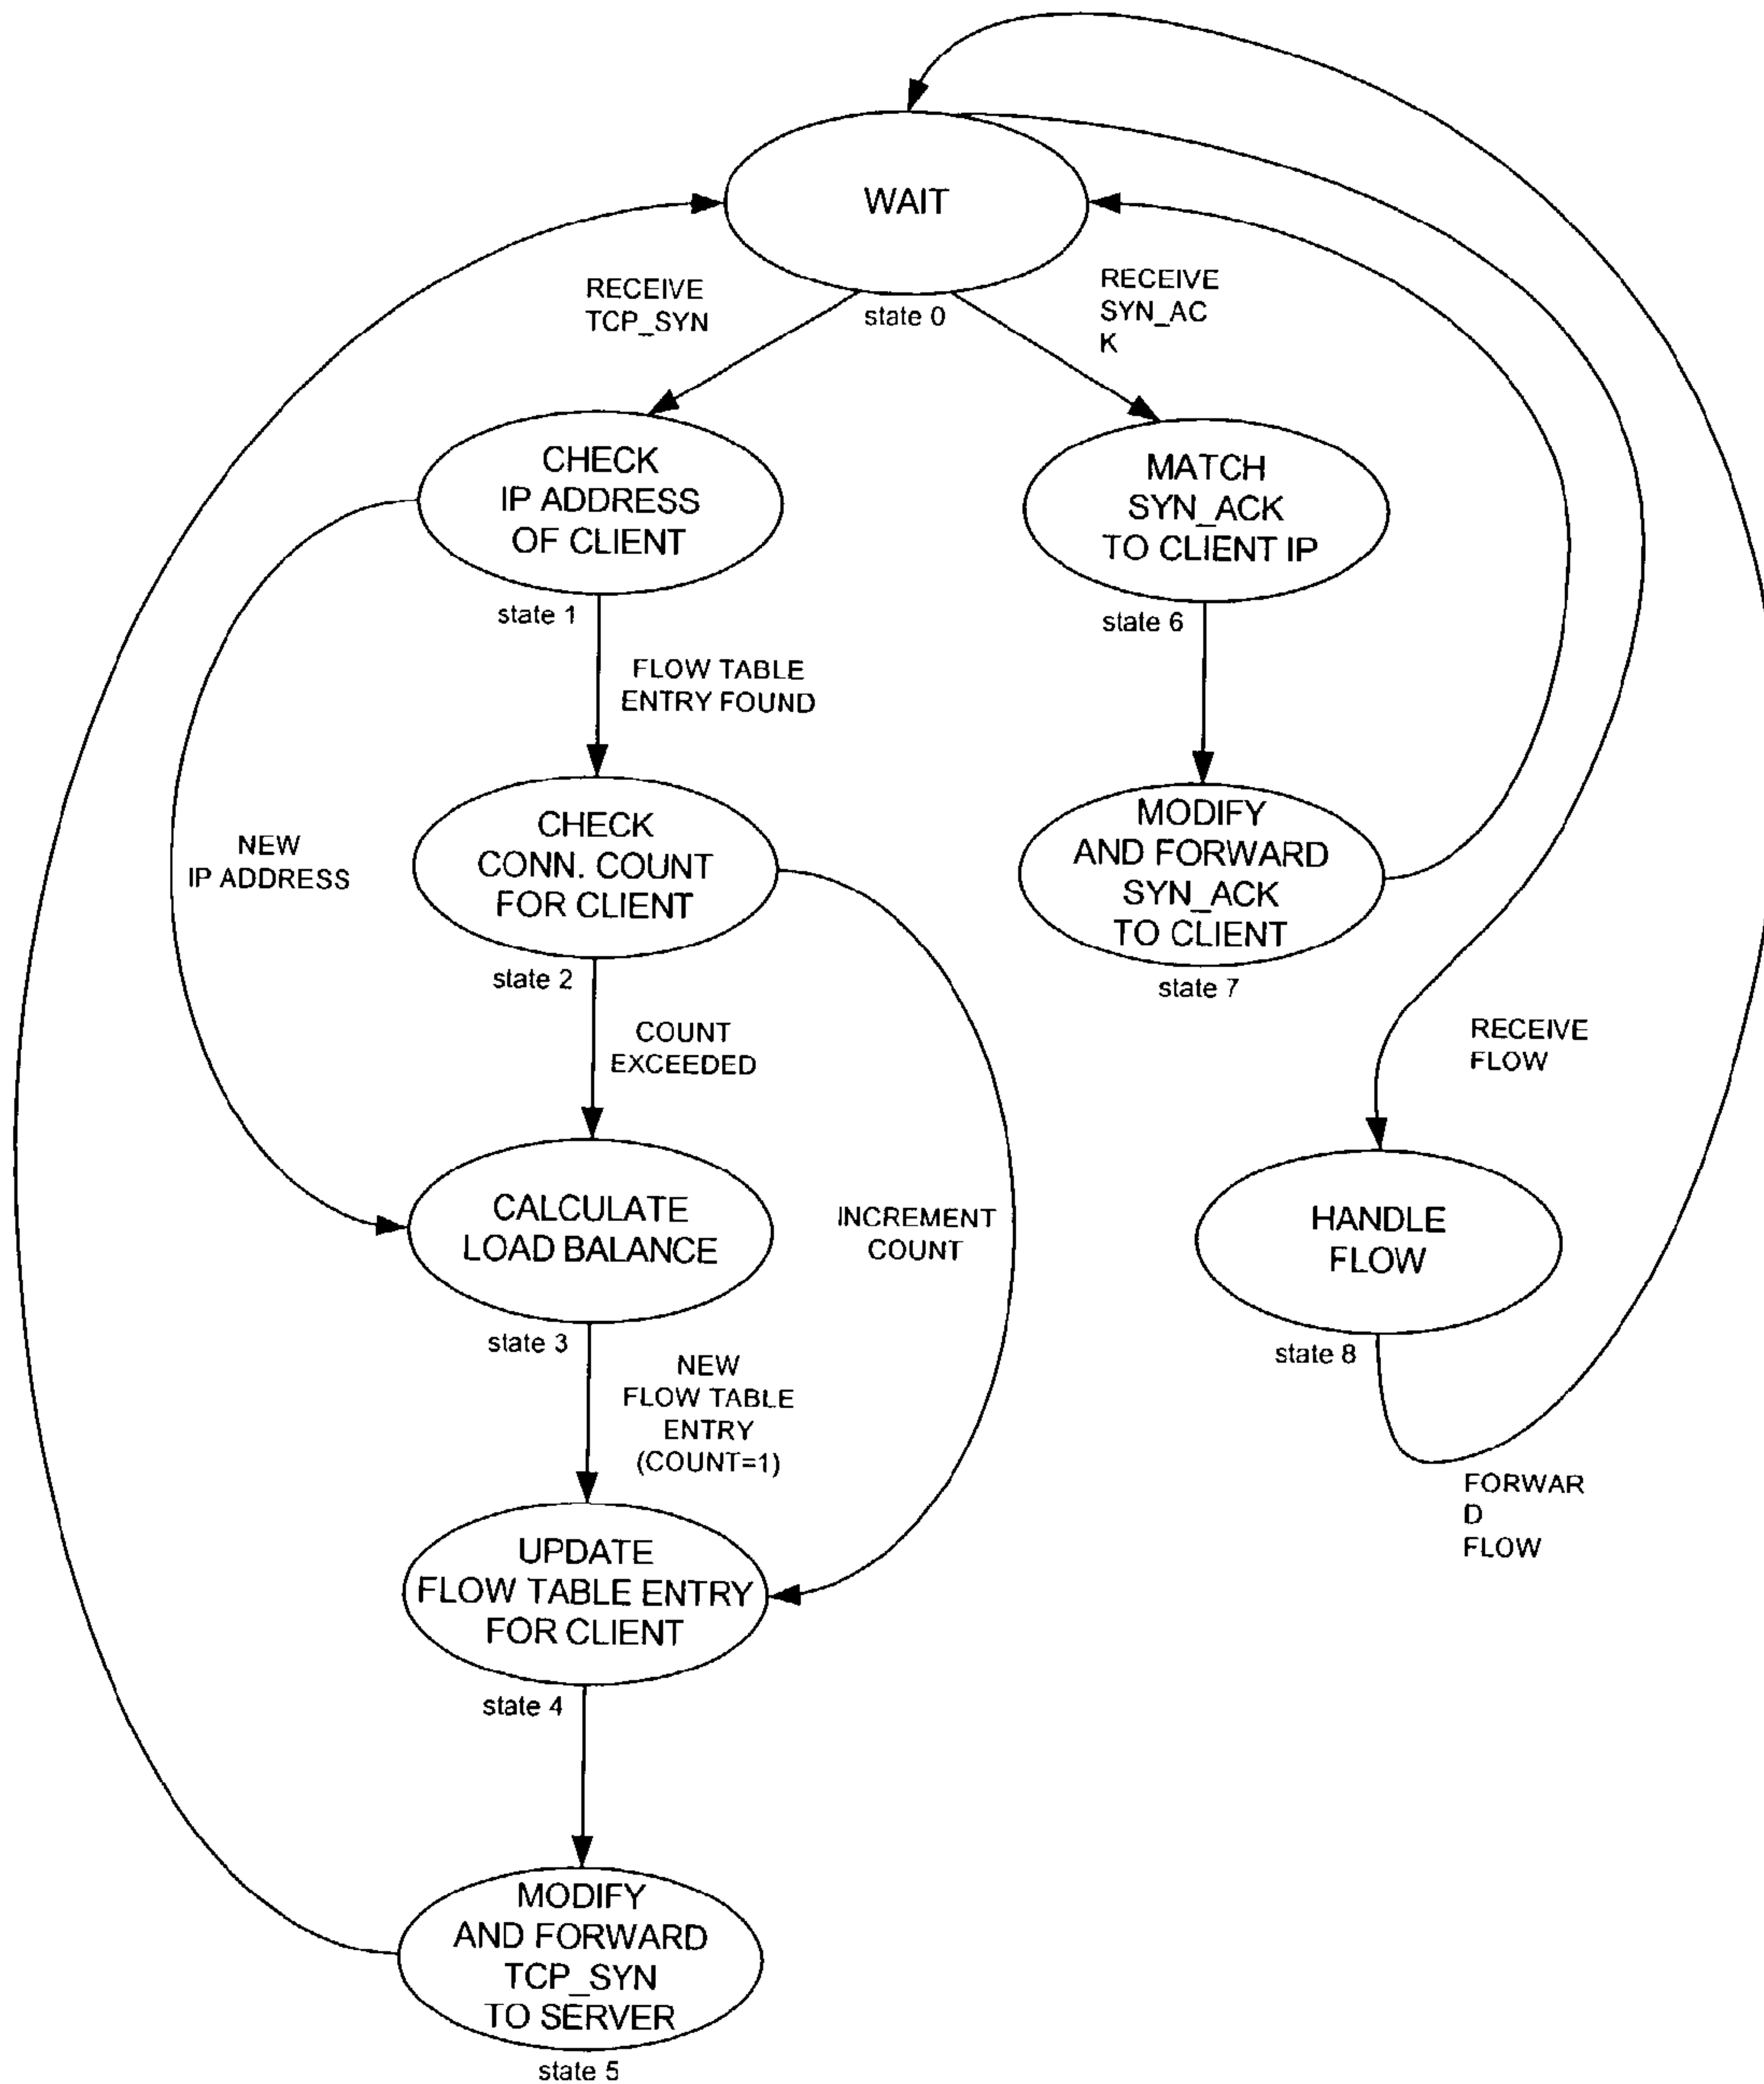 WAIT
state 0
RECEIVE
TCP_SYN
RECEIVE
SYN_AC
K
CHECK
IP ADDRESS
OF CLIENT
state 1
MATCH
SYN_ACK
TO CLIENT IP
state 6
FLOW TABLE
ENTRY FOUND
NEW
IP ADDRESS
CHECK
CONN. COUNT
FOR CLIENT
state 2
MODIFY
AND FORWARD
SYN_ACK
TO CLIENT
state 7
COUNT
EXCEEDED
RECEIVE
FLOW
CALCULATE
LOAD BALANCE
state 3
INCREMENT
COUNT
HANDLE
FLOW
state 8
NEW
FLOW TABLE
ENTRY
(COUNT=1)
FORWAR
D
FLOW
UPDATE
FLOW TABLE ENTRY
FOR CLIENT
state 4
MODIFY
AND FORWARD
TCP_SYN
TO SERVER
state 5